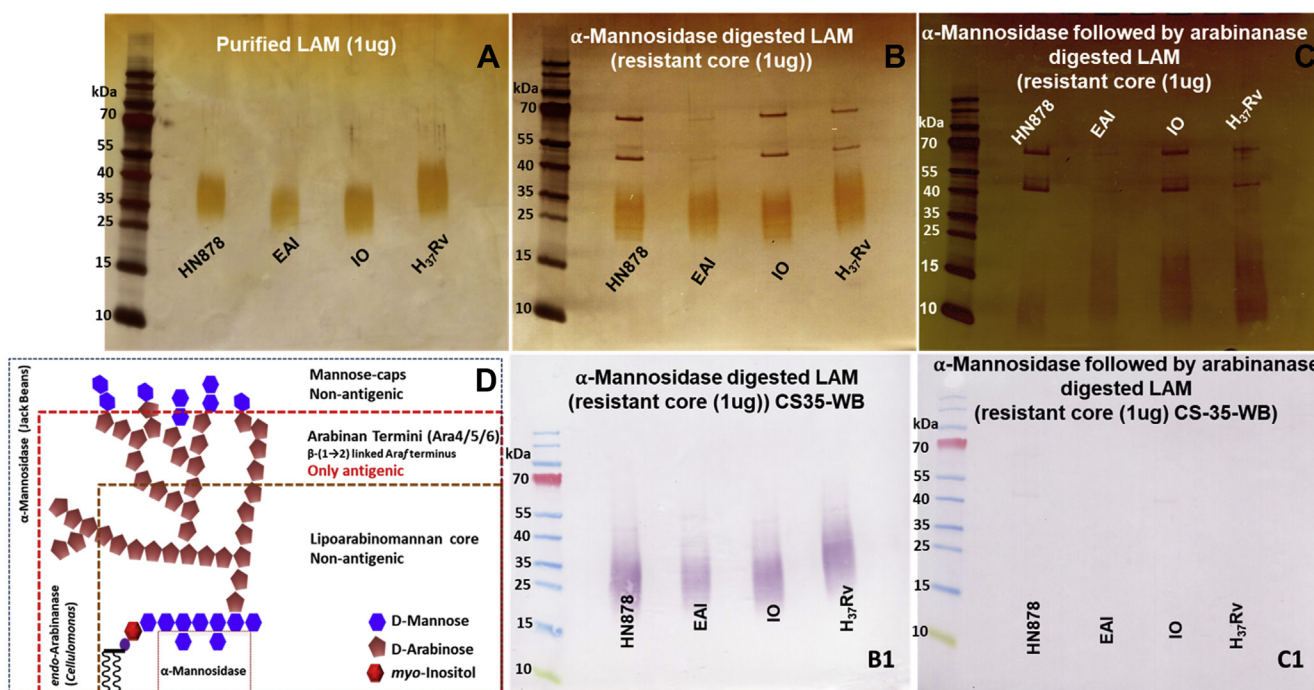 Purified LAM (1ug)
A
kDa
70
55
40
35
25
15
10
HN878
EAI
IO
H37Rv
α-Mannosidase digested LAM
(resistant core (1ug))
B
kDa
70
55
40
35
25
15
10
HN878
EAI
IO
H37Rv
α-Mannosidase followed by arabinanase
digested LAM
(resistant core (1ug)
C
kDa
70
55
40
35
25
15
10
HN878
EAI
IO
H37Rv
D
α-Mannosidase (Jack Beans)
endo-Arabinanase
(Cellulomonas)
Mannose-caps
Non-antigenic
Arabinan Termini (Ara4/5/6)
β-(1→2) linked Araf terminus
Only antigenic
Lipoarabinomannan core
Non-antigenic
D-Mannose
D-Arabinose
myo-Inositol
α-Mannosidase
α-Mannosidase digested LAM
(resistant core (1ug)) CS35-WB
kDa
70
55
40
35
25
15
10
HN878
EAI
IO
H37Rv
B1
α-Mannosidase followed by arabinanase
digested LAM
(resistant core (1ug) CS-35-WB)
kDa
70
55
40
35
25
15
10
HN878
EAI
IO
H37Rv
C1